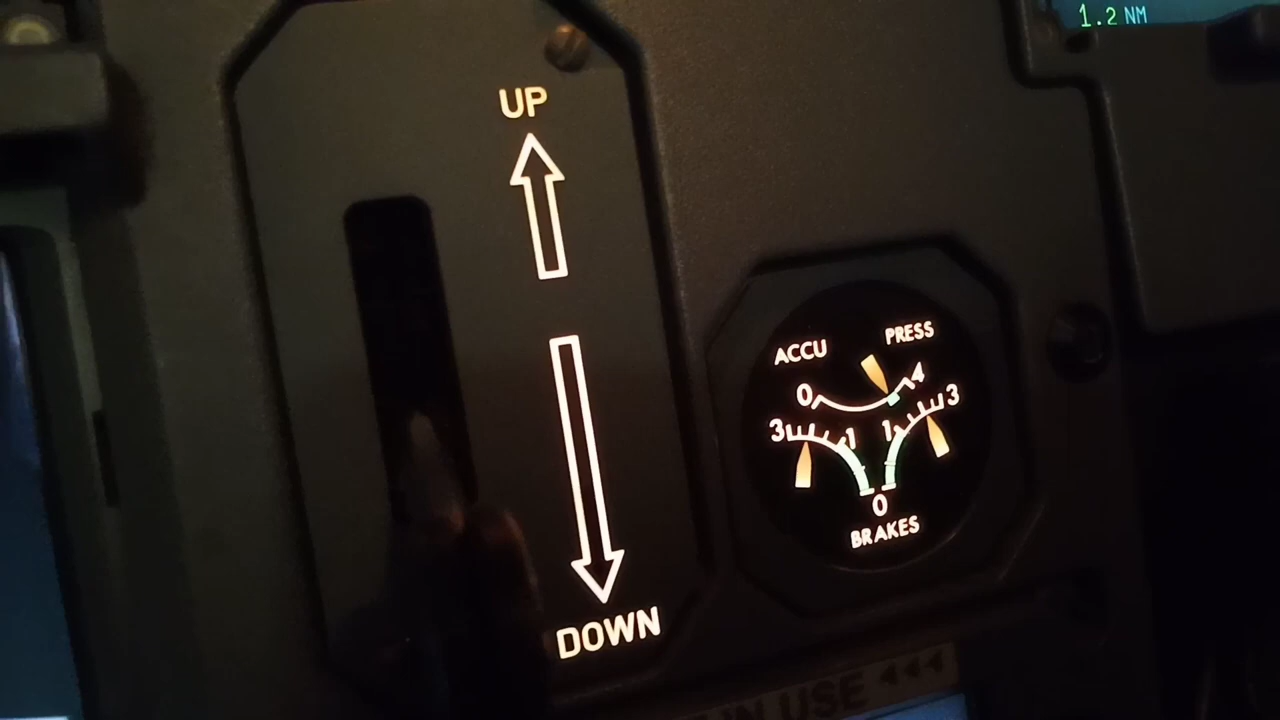 1.2 NM
UP
ACCU PRESS
0 4
3 1 1 3
0
BRAKES
DOWN
IN USE